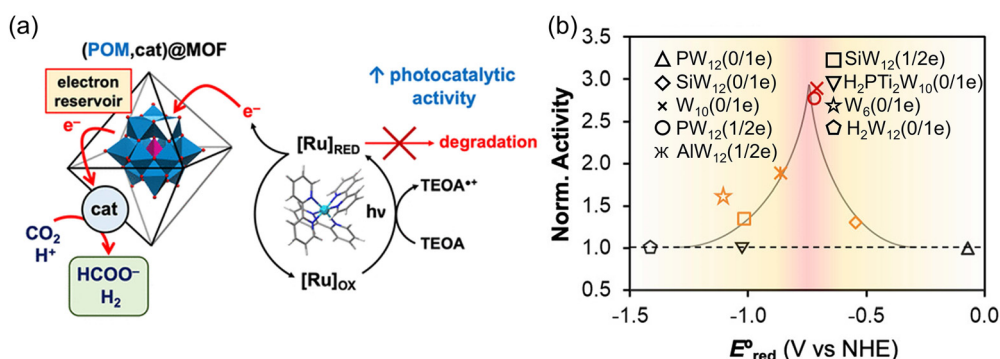 (a)
(POM,cat)@MOF
electron
reservoir
e⁻
e⁻
↑ photocatalytic
activity
[Ru]RED
degradation
cat
CO₂
H⁺
hν
TEOA•⁺
TEOA
HCOO⁻
H₂
[Ru]OX
(b)
Norm. Activity
3.5
3.0
2.5
2.0
1.5
1.0
0.5
PW₁₂(0/1e)
SiW₁₂(1/2e)
SiW₁₂(0/1e)
H₂PTi₂W₁₀(0/1e)
W₁₀(0/1e)
W₆(0/1e)
PW₁₂(1/2e)
H₂W₁₂(0/1e)
AlW₁₂(1/2e)
-1.5 -1.0 -0.5 0.0
E°red (V vs NHE)